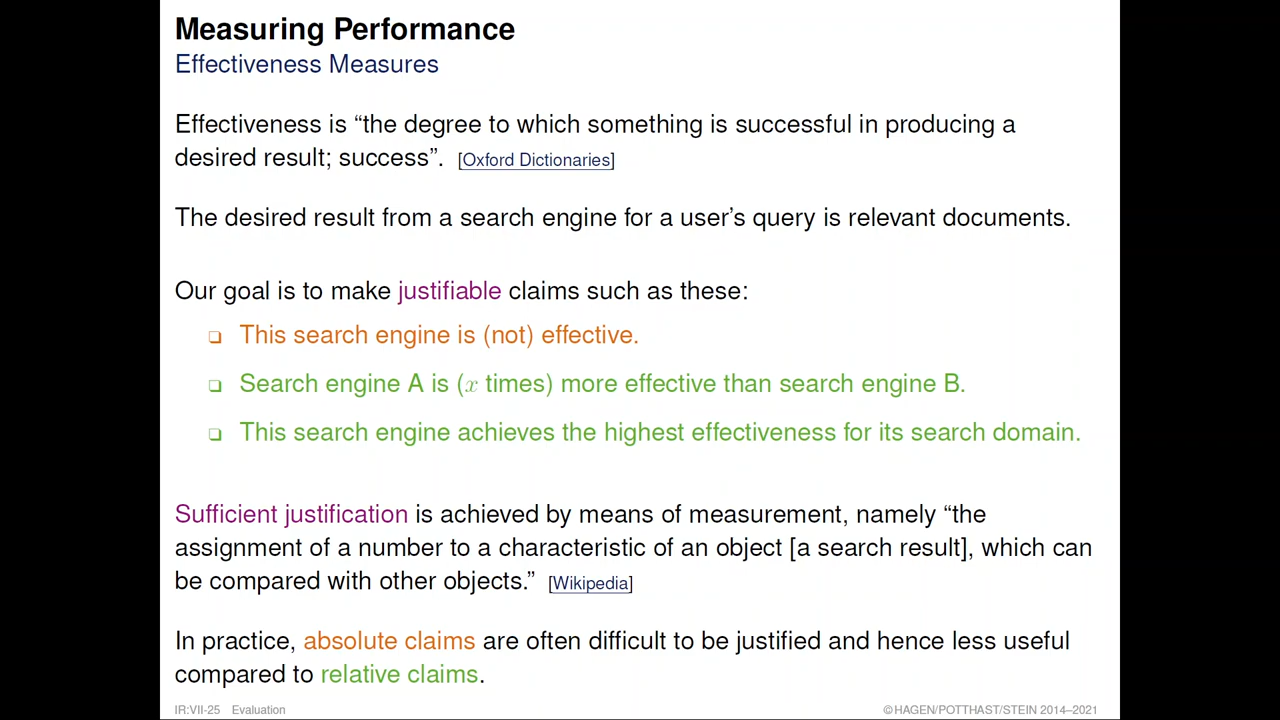 Measuring Performance
Effectiveness Measures
Effectiveness is “the degree to which something is successful in producing a
desired result; success”. [Oxford Dictionaries]
The desired result from a search engine for a user’s query is relevant documents.
Our goal is to make justifiable claims such as these:
❑ This search engine is (not) effective.
❑ Search engine A is (x times) more effective than search engine B.
❑ This search engine achieves the highest effectiveness for its search domain.
Sufficient justification is achieved by means of measurement, namely “the
assignment of a number to a characteristic of an object [a search result], which can
be compared with other objects.” [Wikipedia]
In practice, absolute claims are often difficult to be justified and hence less useful
compared to relative claims.
IR:VII-25 Evaluation ©HAGEN/POTTHAST/STEIN 2014–2021